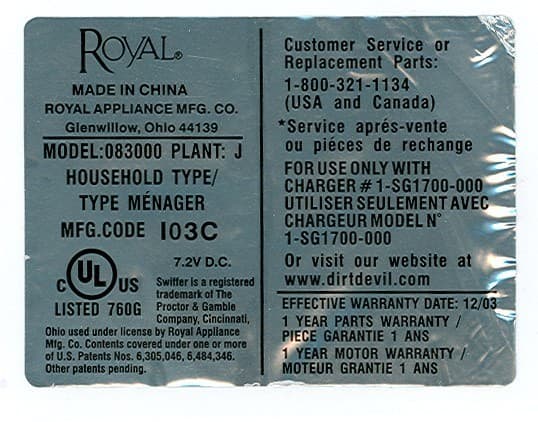 ROYAL®
MADE IN CHINA
ROYAL APPLIANCE MFG. CO.
Glenwillow, Ohio 44139
MODEL:083000 PLANT: J
HOUSEHOLD TYPE/
TYPE MÉNAGER
MFG.CODE I03C
7.2V D.C.
C UL US
LISTED 760G
Swiffer is a registered
trademark of The
Proctor & Gamble
Company, Cincinnati,
Ohio used under license by Royal Appliance
Mfg. Co. Contents covered under one or more
of U.S. Patents Nos. 6,305,046, 6,484,346.
Other patents pending.
Customer Service or
Replacement Parts:
1-800-321-1134
(USA and Canada)
*Service aprés-vente
ou piéces de rechange
FOR USE ONLY WITH
CHARGER # 1-SG1700-000
UTILISER SEULEMENT AVEC
CHARGEUR MODEL N°
1-SG1700-000
Or visit our website at
www.dirtdevil.com
EFFECTIVE WARRANTY DATE: 12/03
1 YEAR PARTS WARRANTY /
PIECE GARANTIE 1 ANS
1 YEAR MOTOR WARRANTY /
MOTEUR GRANTIE 1 ANS